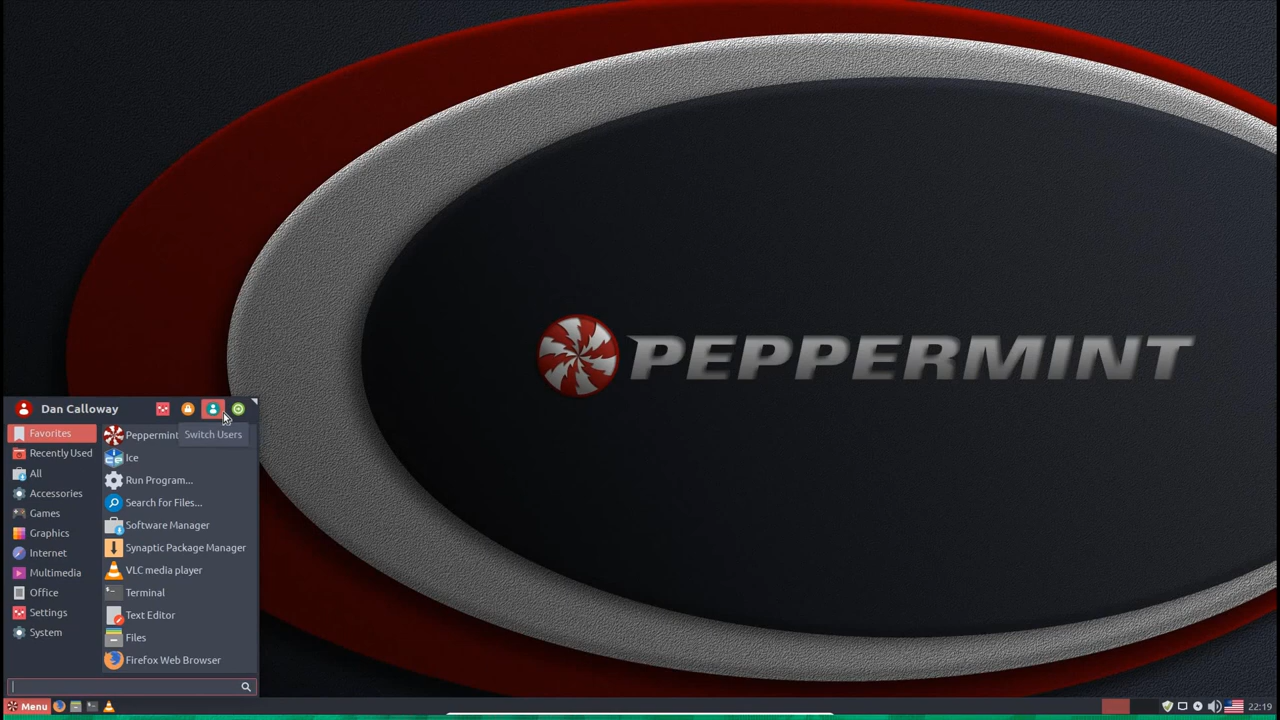 PEPPERMINT
Dan Calloway
Switch Users
Favorites
Recently Used
All
Accessories
Games
Graphics
Internet
Multimedia
Office
Settings
System
Peppermint
Ice
Run Program...
Search for Files...
Software Manager
Synaptic Package Manager
VLC media player
Terminal
Text Editor
Files
Firefox Web Browser
Menu
22:19